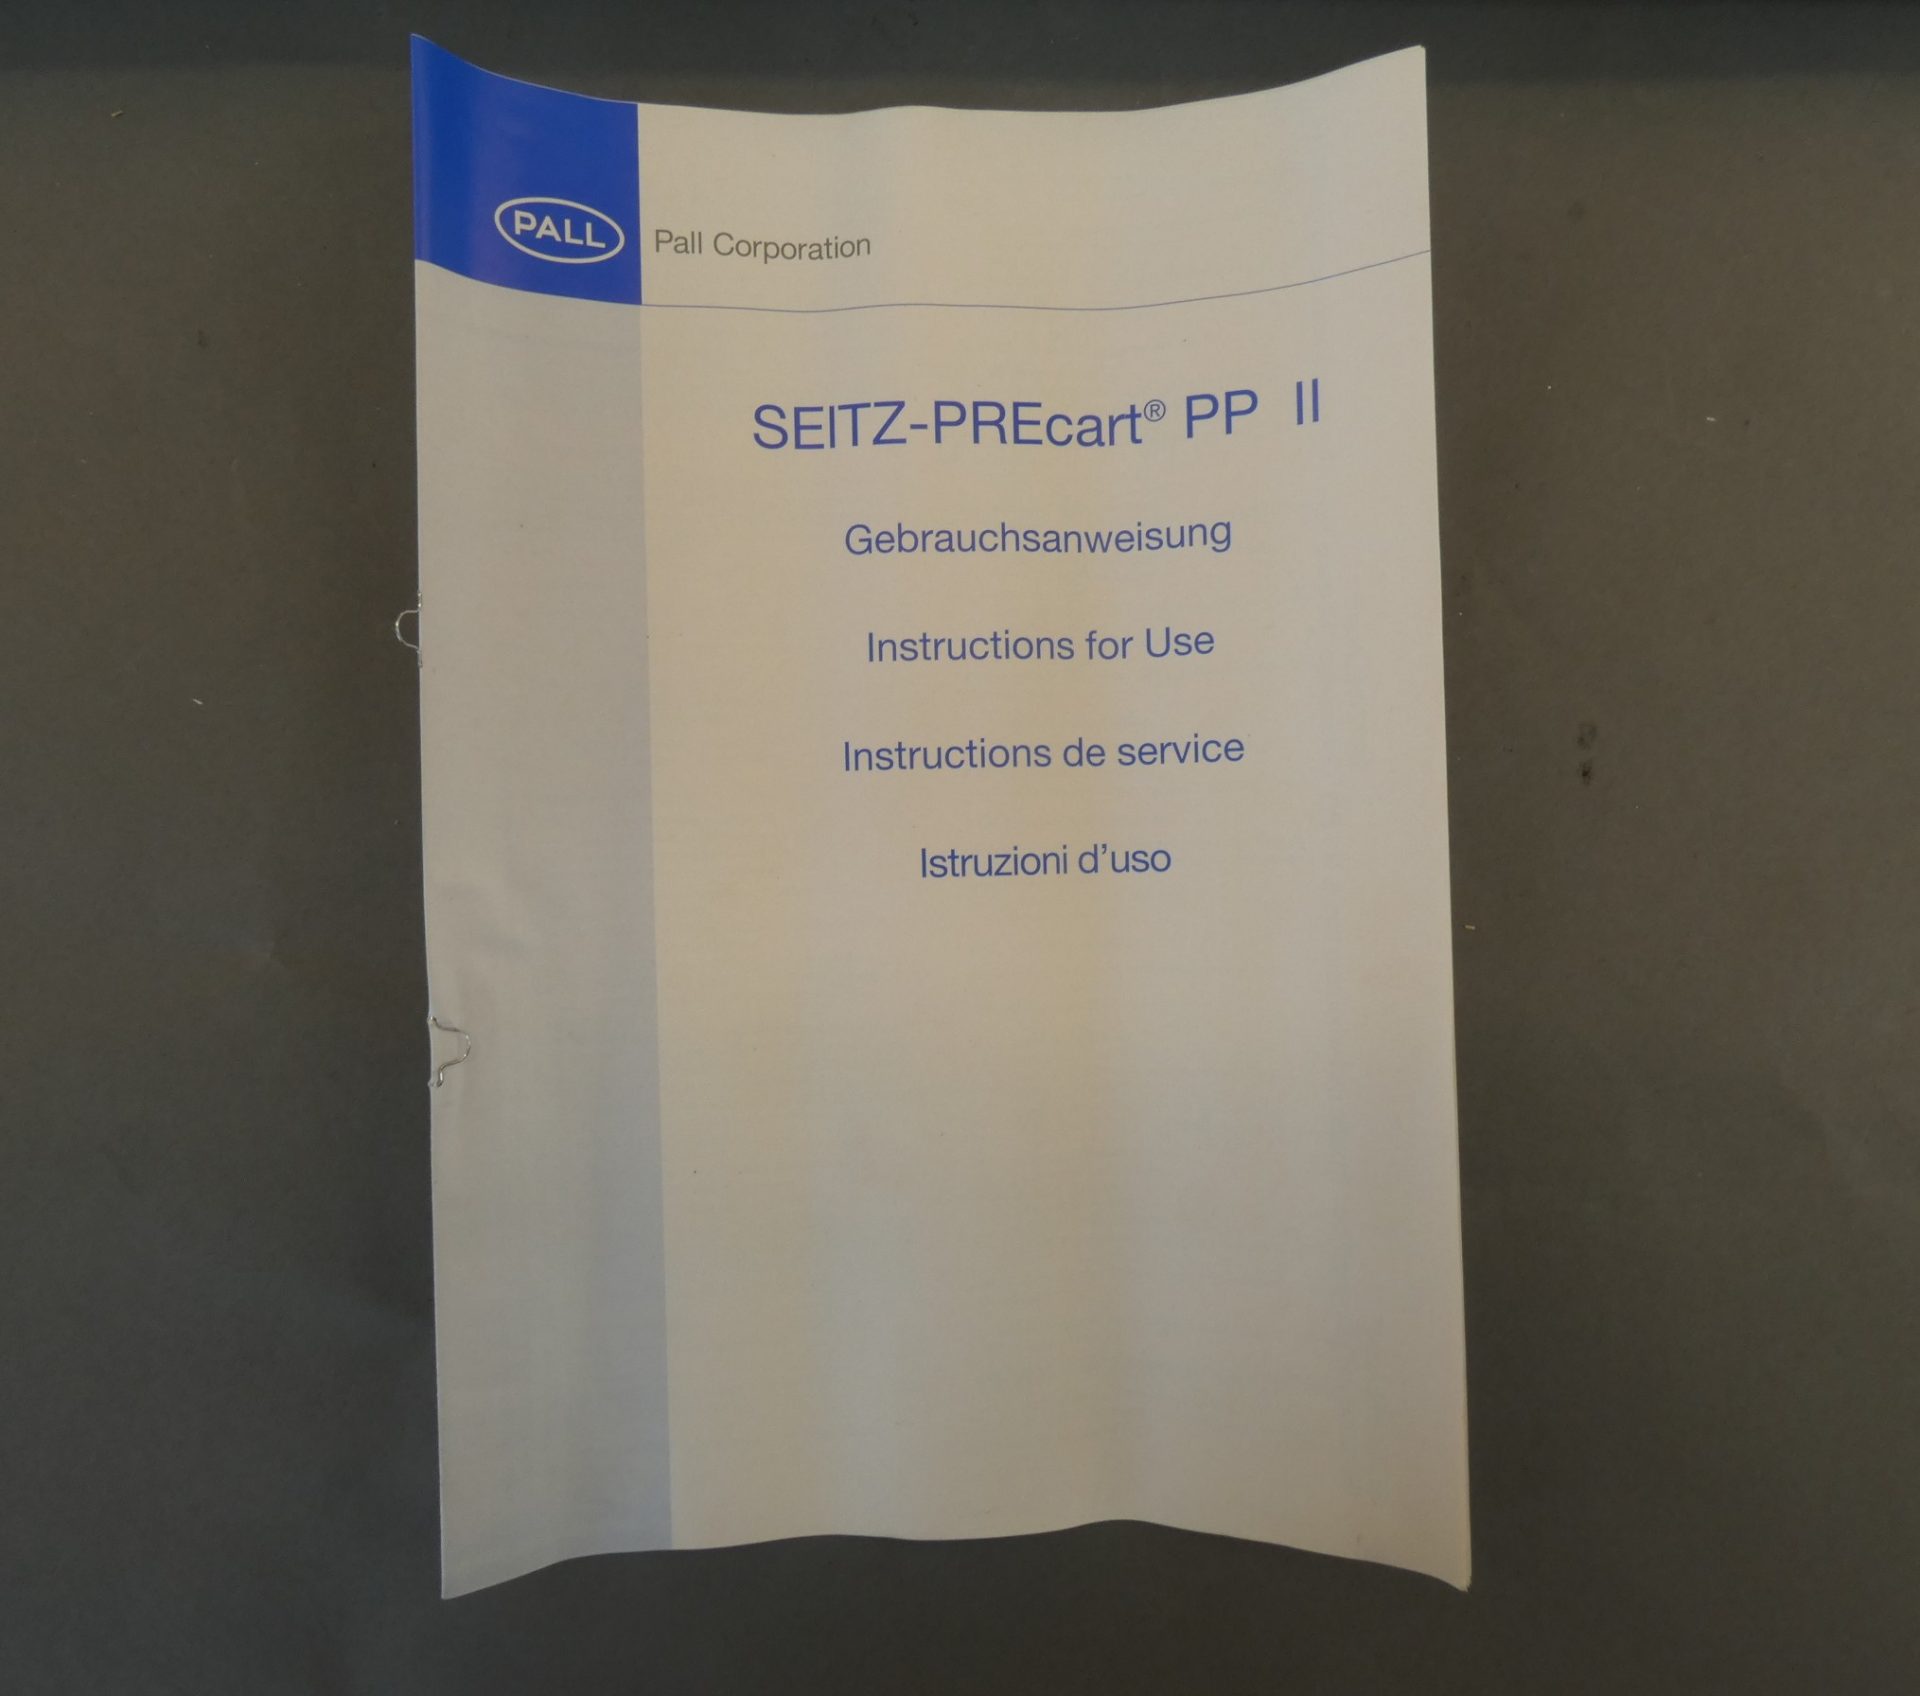 PALL
Pall Corporation
SEITZ-PREcart® PP II
Gebrauchsanweisung
Instructions for Use
Instructions de service
Istruzioni d'uso